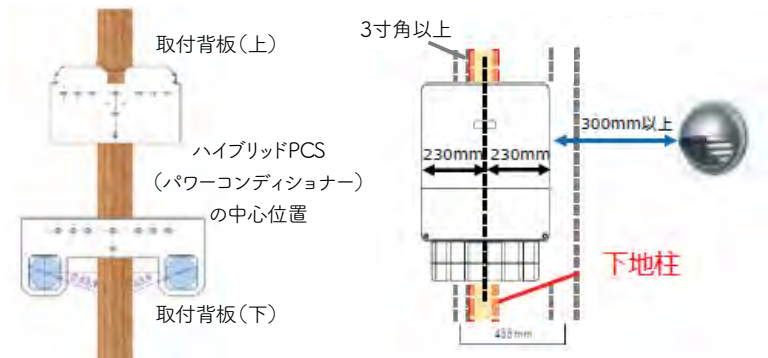 取付背板（上）
ハイブリッドPCS
（パワーコンディショナー）
の中心位置
取付背板（下）
3寸角以上
300mm以上
230mm
230mm
下地柱